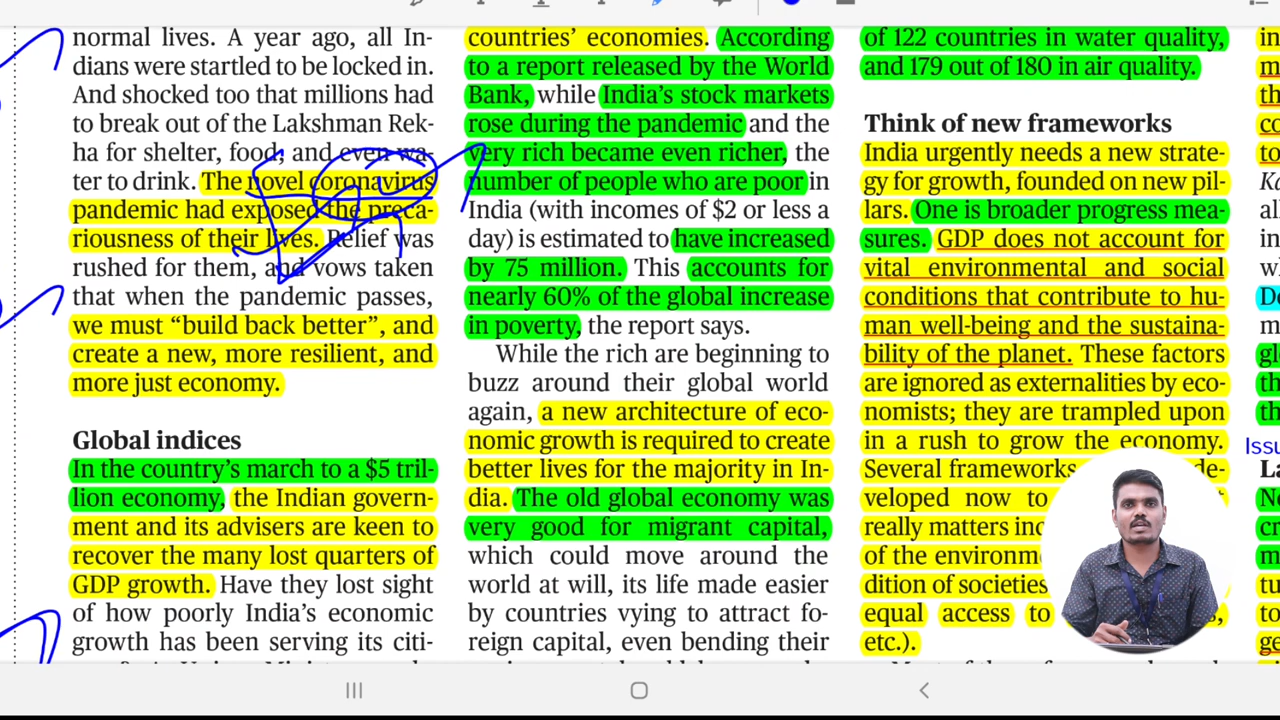 normal lives. A year ago, all In-
dians were startled to be locked in.
And shocked too that millions had
to break out of the Lakshman Rek-
ha for shelter, food, and even wa-
ter to drink. The novel coronavirus
pandemic had exposed the preca-
riousness of their lives. Relief was
rushed for them, and vows taken
that when the pandemic passes,
we must “build back better”, and
create a new, more resilient, and
more just economy.
Global indices
In the country’s march to a $5 tril-
lion economy, the Indian govern-
ment and its advisers are keen to
recover the many lost quarters of
GDP growth. Have they lost sight
of how poorly India’s economic
growth has been serving its citi-
countries’ economies. According
to a report released by the World
Bank, while India’s stock markets
rose during the pandemic and the
very rich became even richer, the
number of people who are poor in
India (with incomes of $2 or less a
day) is estimated to have increased
by 75 million. This accounts for
nearly 60% of the global increase
in poverty, the report says.
While the rich are beginning to
buzz around their global world
again, a new architecture of eco-
nomic growth is required to create
better lives for the majority in In-
dia. The old global economy was
very good for migrant capital,
which could move around the
world at will, its life made easier
by countries vying to attract fo-
reign capital, even bending their
of 122 countries in water quality,
and 179 out of 180 in air quality.
Think of new frameworks
India urgently needs a new strate-
gy for growth, founded on new pil-
lars. One is broader progress mea-
sures. GDP does not account for
vital environmental and social
conditions that contribute to hu-
man well-being and the sustaina-
bility of the planet. These factors
are ignored as externalities by eco-
nomists; they are trampled upon
in a rush to grow the economy.
Several frameworks de-
veloped now to
really matters
of the
dition of societies
equal access to
etc.).